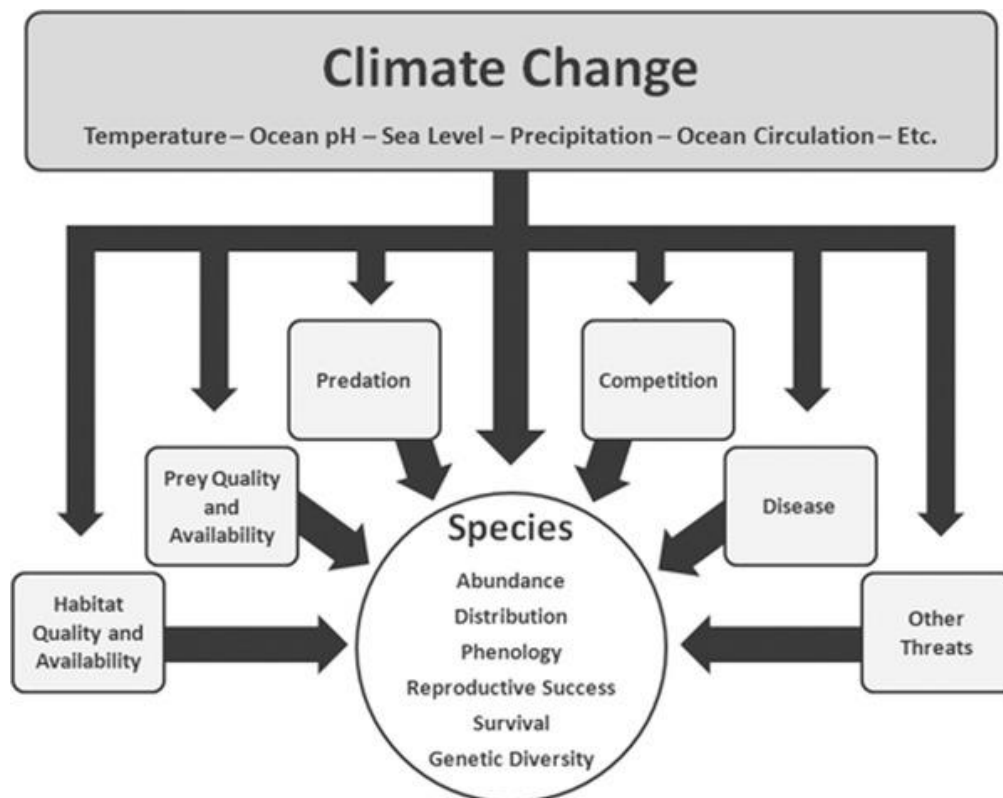 Climate Change
Temperature – Ocean pH – Sea Level – Precipitation – Ocean Circulation – Etc.
Predation
Competition
Prey Quality
and
Availability
Disease
Habitat
Quality and
Availability
Other
Threats
Species
Abundance
Distribution
Phenology
Reproductive Success
Survival
Genetic Diversity